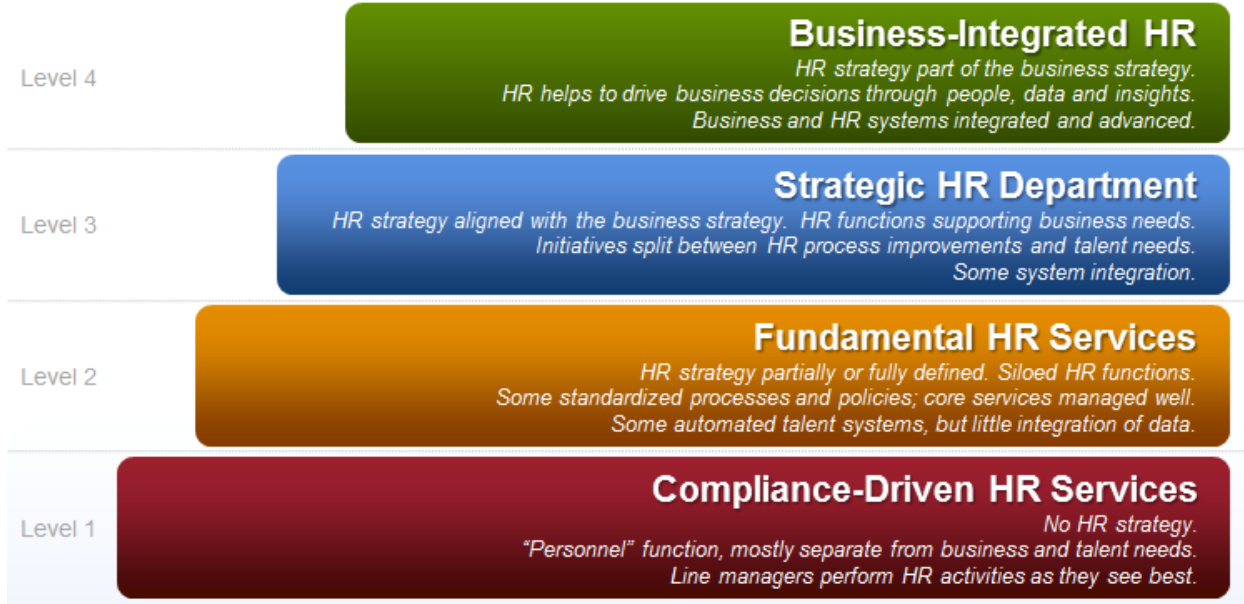 Level 4
Business-Integrated HR
HR strategy part of the business strategy.
HR helps to drive business decisions through people, data and insights.
Business and HR systems integrated and advanced.
Level 3
Strategic HR Department
HR strategy aligned with the business strategy. HR functions supporting business needs.
Initiatives split between HR process improvements and talent needs.
Some system integration.
Level 2
Fundamental HR Services
HR strategy partially or fully defined. Siloed HR functions.
Some standardized processes and policies; core services managed well.
Some automated talent systems, but little integration of data.
Level 1
Compliance-Driven HR Services
No HR strategy.
“Personnel” function, mostly separate from business and talent needs.
Line managers perform HR activities as they see best.